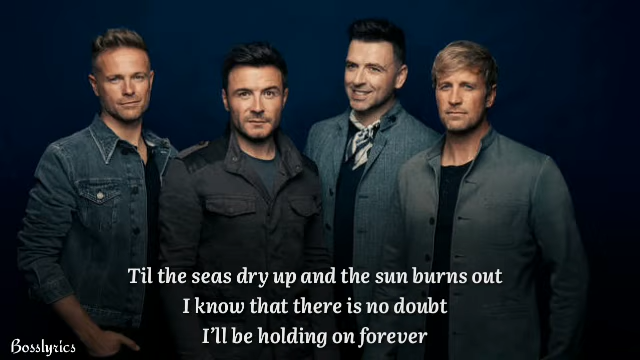 Til the seas dry up and the sun burns out
I know that there is no doubt
I'll be holding on forever
Bosslyrics